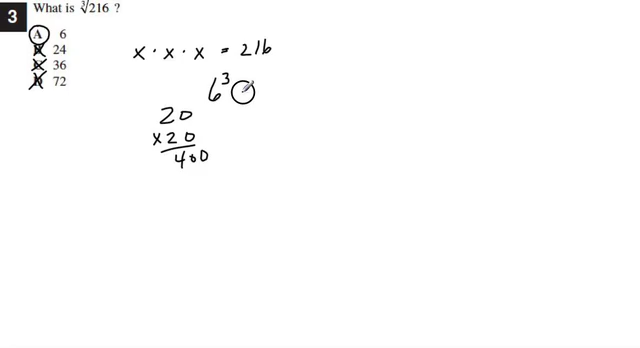 3 What is ∛216 ?
A 6
B 24
C 36
D 72
x · x · x = 216
6³
20
x20
400